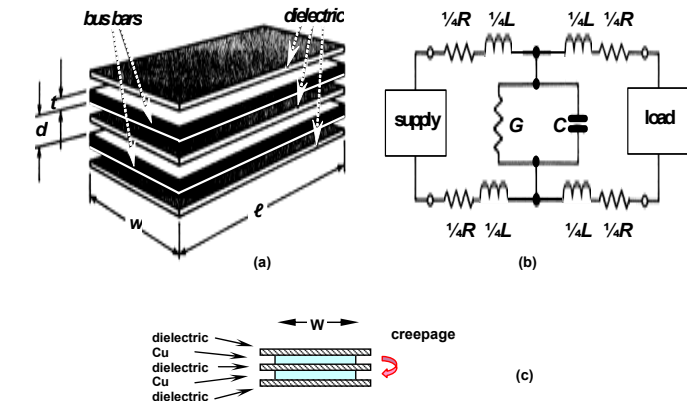 bus bars
dielectric
t
d
w
ℓ
(a)
¼R ¼L ¼L ¼R
supply
G
C
load
¼R ¼L ¼L ¼R
(b)
W
creepage
dielectric
Cu
dielectric
Cu
dielectric
(c)